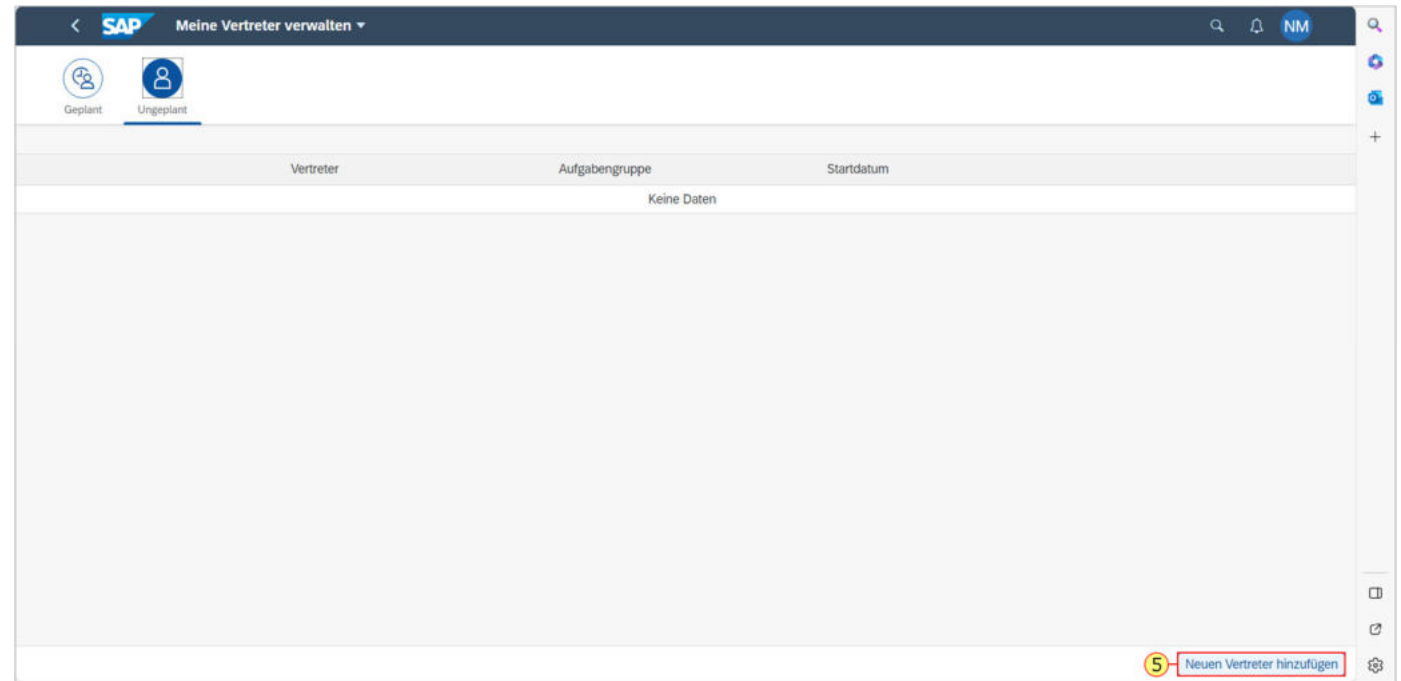 SAP Meine Vertreter verwalten NM
Geplant Ungeplant
Vertreter Aufgabengruppe Startdatum
Keine Daten
5 Neuen Vertreter hinzufügen